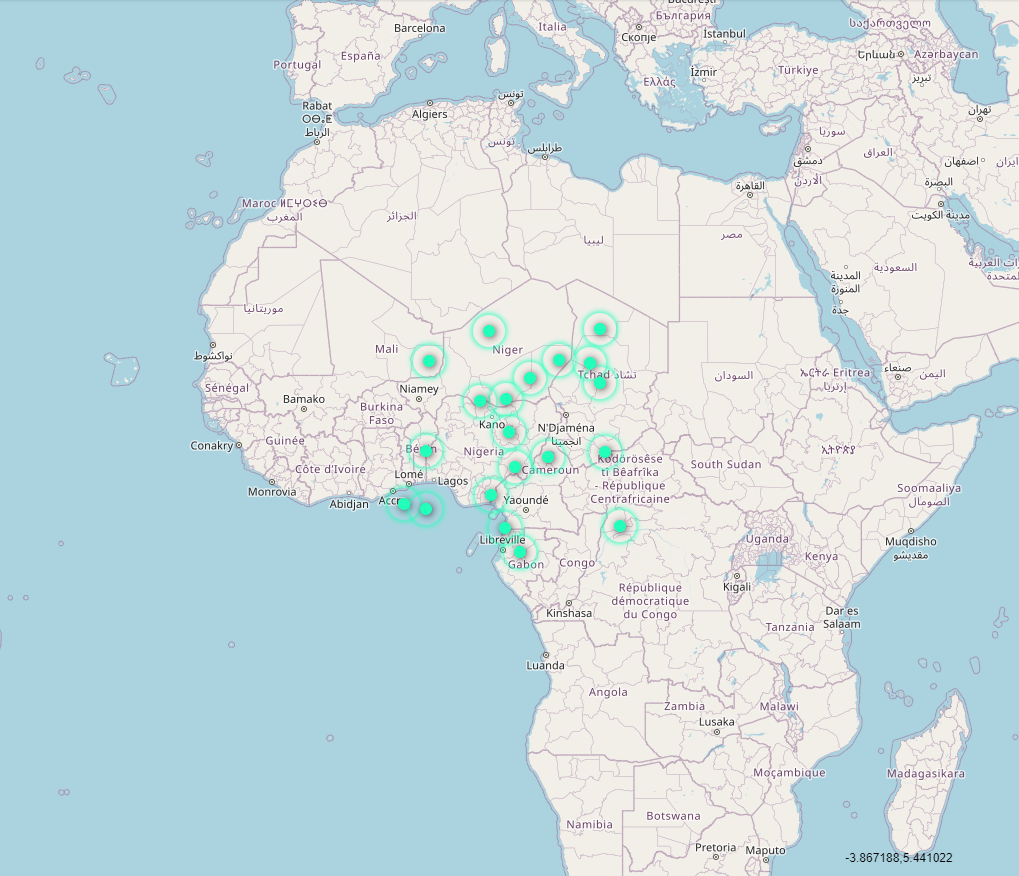 București
България
Barcelona
Italia
Скопје
Istanbul
საქართველო
Portugal
España
Ελλάς
İzmir
Türkiye
Երևան
Azərbaycan
تبریز
Rabat
ⵔⴱⴰⵟ
الرباط
Algiers
تونس
تونس
طرابلس
سوريا
دمشق
العراق
الأردن
تهران
اصفهان
ایران
البصرة
مدينة الكويت
القاهرة
Maroc ⵍⵎⵖⵔⵉⴱ
المغرب
الجزائر
ليبيا
مصر
السعودية
المدينة
المنورة
جدة
موريتانيا
نواكشوط
Mali
Niger
Tchad تشاد
السودان
ኤርትራ Eritrea
إرتريا
صنعاء
اليمن
Sénégal
Niamey
Bamako
Burkina
Faso
Kano
N'Djaména
انجمينا
Conakry
Guinée
Bénin
Nigeria
Cameroun
Ködörösêse
tî Bêafrîka
- République
Centrafricaine
South Sudan
ኢትዮጵያ
Côte d'Ivoire
Lomé
Lagos
Monrovia
Abidjan
Accra
Yaoundé
Soomaaliya
الصومال
Libreville
Gabon
Congo
Uganda
Kenya
Muqdisho
مقديشو
Kigali
République
démocratique
du Congo
Kinshasa
Dar es
Salaam
Tanzania
Luanda
Angola
Zambia
Malawi
Lusaka
Moçambique
Madagasikara
Namibia
Botswana
Pretoria
Maputo
-3.867188,5.441022